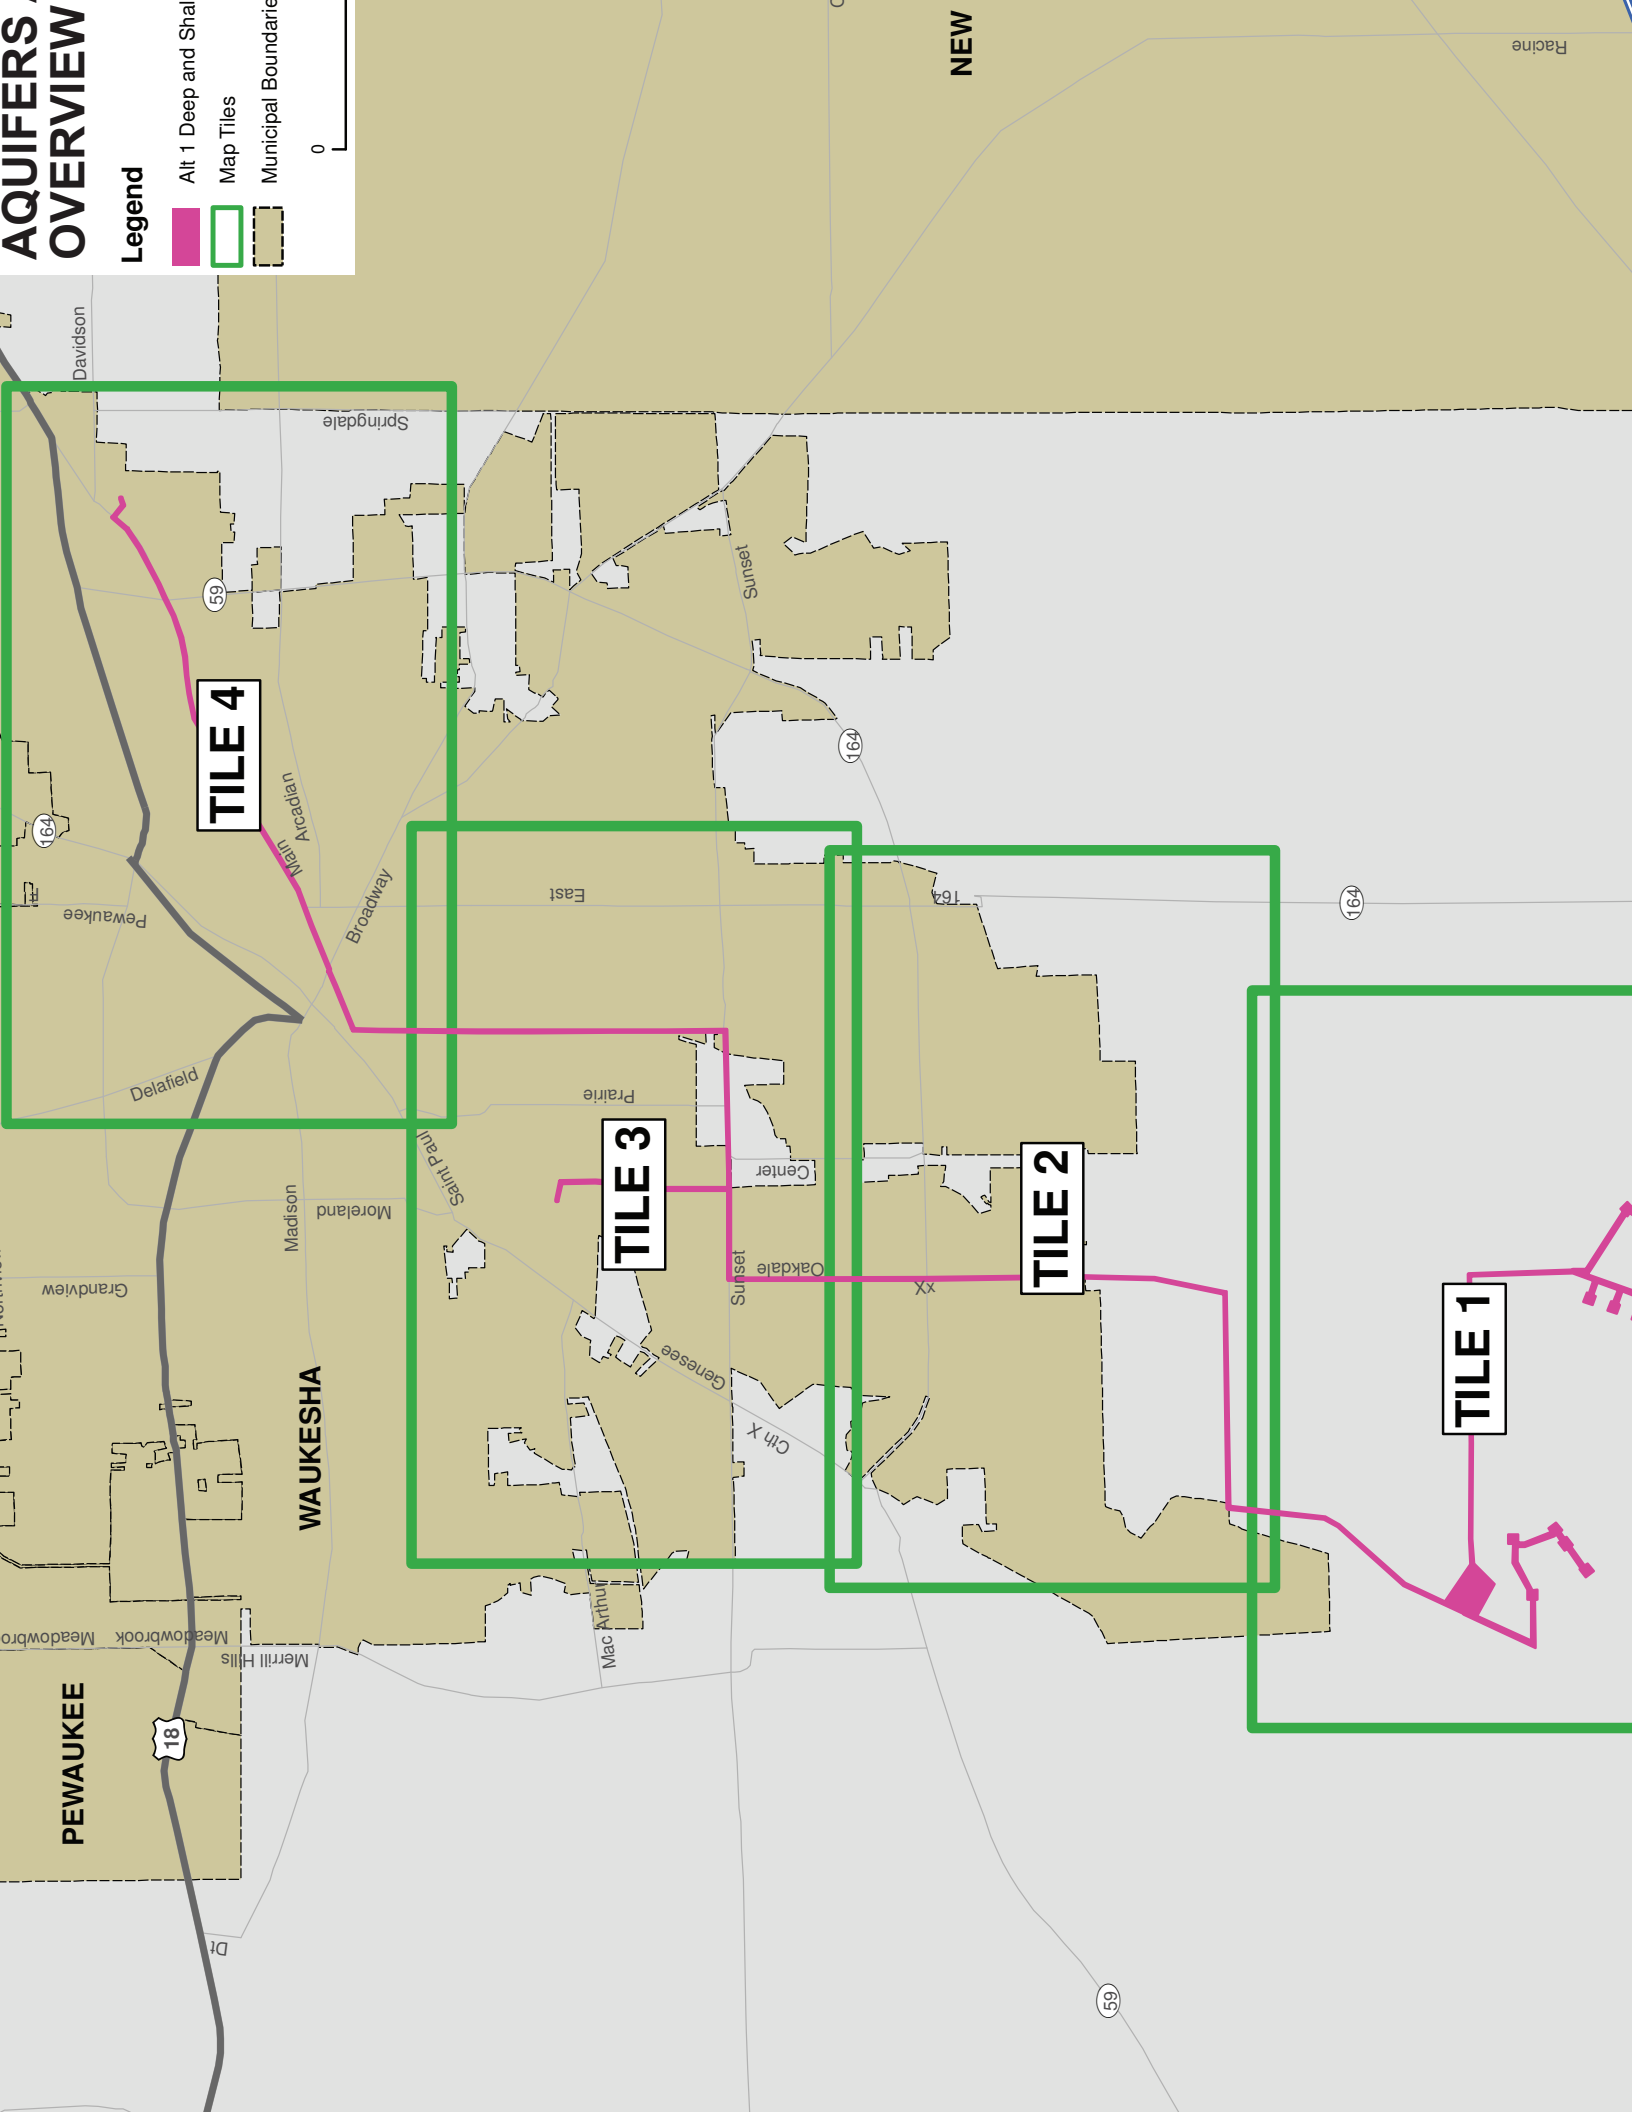 AQUIFERS
OVERVIEW
Legend
Alt 1 Deep and Shal
Map Tiles
Municipal Boundarie
0
NEW
Racine
Davidson
Springdale
59
TILE 4
164
Arcadian
Main
Pewaukee
Broadway
East
Sunset
164
164
164
Delafield
Prairie
Saint Paul
Moreland
Madison
Grandview
TILE 3
Center
TILE 2
Sunset
Oakdale
Xx
Genesee
Cth X
TILE 1
WAUKESHA
Mac Arthur
Meadowbrook
Merrill Hills
PEWAUKEE
18
Dt
59